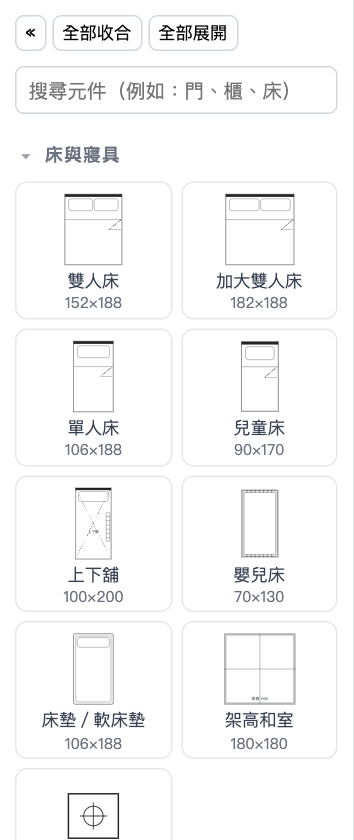 «
全部收合
全部展開
搜尋元件（例如：門、櫃、床）
床與寢具
雙人床
152×188
加大雙人床
182×188
單人床
106×188
兒童床
90×170
上下舖
100×200
嬰兒床
70×130
床墊 / 軟床墊
106×188
架高和室
180×180